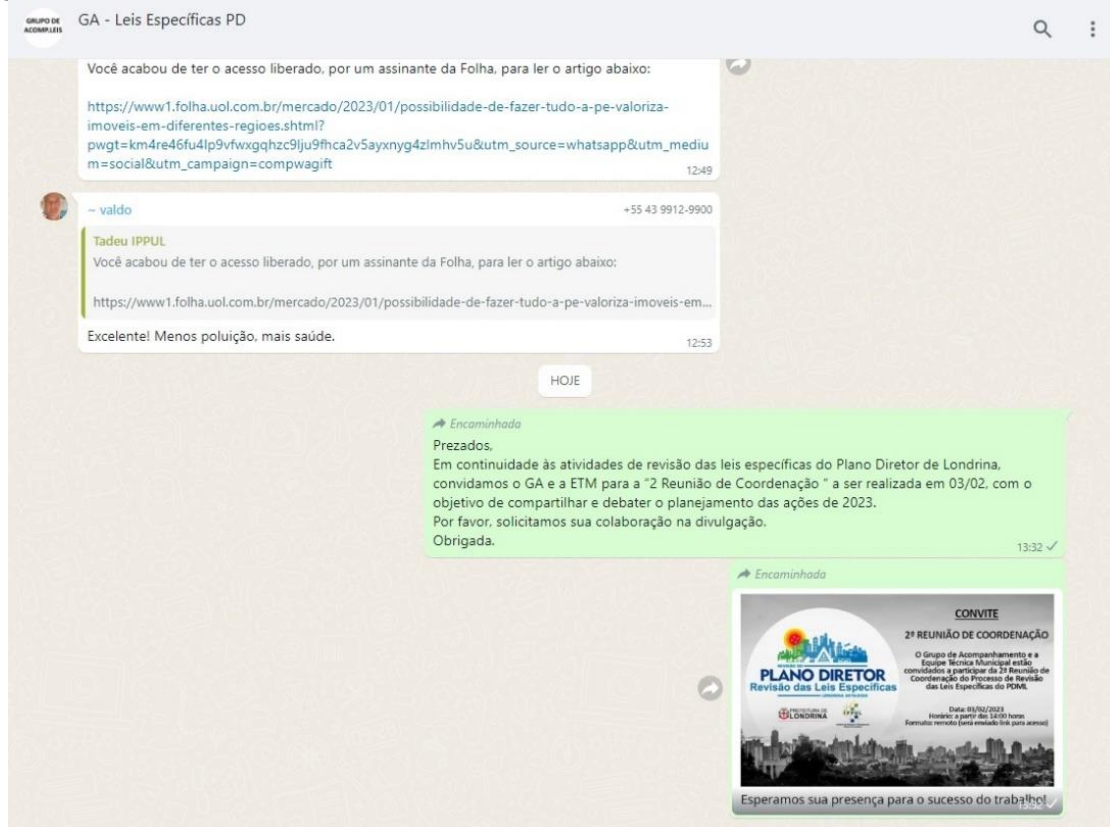 GRUPO DE
ACOMP.LEIS
GA - Leis Específicas PD
Você acabou de ter o acesso liberado, por um assinante da Folha, para ler o artigo abaixo:
https://www1.folha.uol.com.br/mercado/2023/01/possibilidade-de-fazer-tudo-a-pe-valoriza-
imoveis-em-diferentes-regioes.shtml?
pwgt=km4re46fu4lp9vfwxgqhzc9lju9fhca2v5ayxnyg4zlmhv5u&utm_source=whatsapp&utm_mediu
m=social&utm_campaign=compwagift
12:49
~ valdo
+55 43 9912-9900
Tadeu IPPUL
Você acabou de ter o acesso liberado, por um assinante da Folha, para ler o artigo abaixo:
https://www1.folha.uol.com.br/mercado/2023/01/possibilidade-de-fazer-tudo-a-pe-valoriza-imoveis-em...
Excelente! Menos poluição, mais saúde.
12:53
HOJE
Encaminhada
Prezados,
Em continuidade às atividades de revisão das leis específicas do Plano Diretor de Londrina,
convidamos o GA e a ETM para a "2 Reunião de Coordenação " a ser realizada em 03/02, com o
objetivo de compartilhar e debater o planejamento das ações de 2023.
Por favor, solicitamos sua colaboração na divulgação.
Obrigada.
13:32
Encaminhada
PLANO DIRETOR
Revisão das Leis Específicas
PREFEITURA DE
LONDRINA
IPPUL
CONVITE
2ª REUNIÃO DE COORDENAÇÃO
O Grupo de Acompanhamento e a
Equipe Técnica Municipal estão
convidados a participar da 2ª Reunião de
Coordenação do Processo de Revisão
das Leis Específicas do PDML
Data: 03/02/2023
Horário: a partir das 14:00 horas
Formato: remoto (será enviado link para acesso)
Esperamos sua presença para o sucesso do trabalho!
13:32